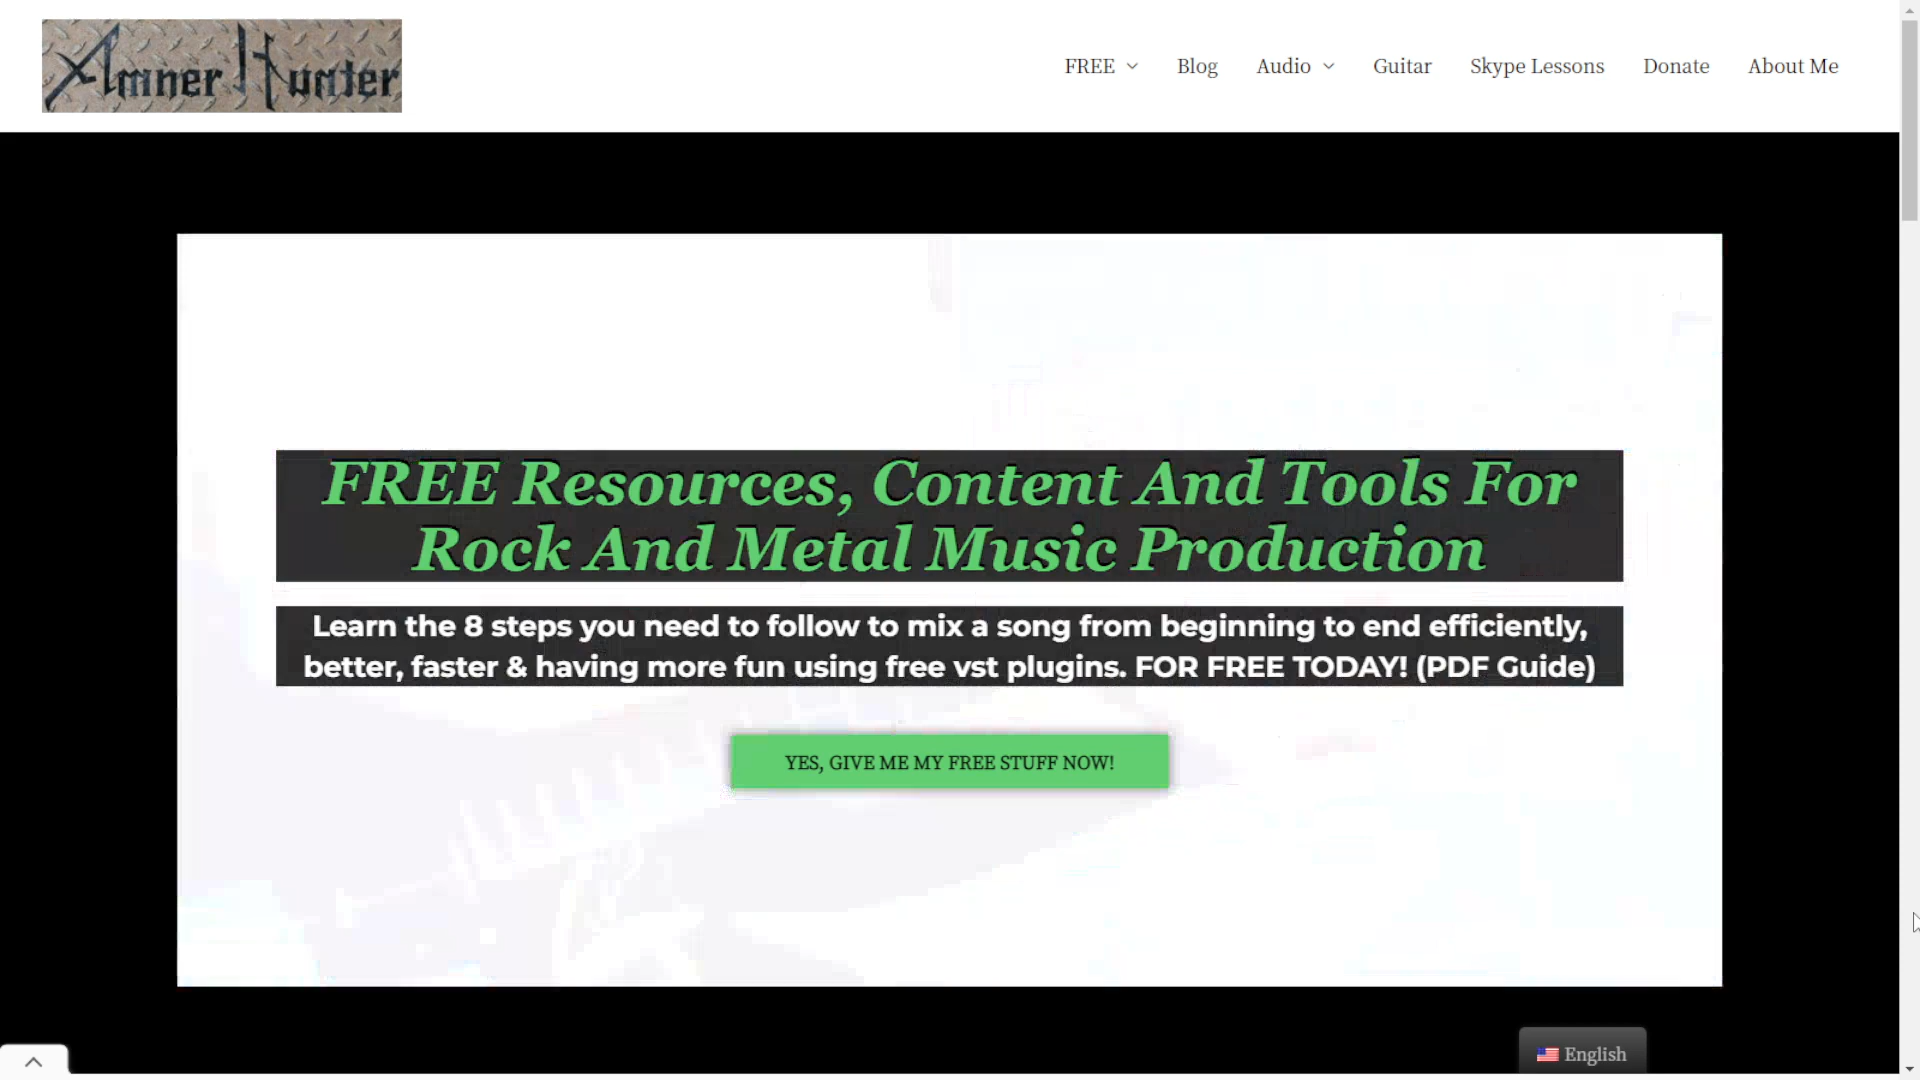 Amner Hunter
FREE
Blog
Audio
Guitar
Skype Lessons
Donate
About Me
FREE Resources, Content And Tools For
Rock And Metal Music Production
Learn the 8 steps you need to follow to mix a song from beginning to end efficiently,
better, faster & having more fun using free vst plugins. FOR FREE TODAY! (PDF Guide)
YES, GIVE ME MY FREE STUFF NOW!
English